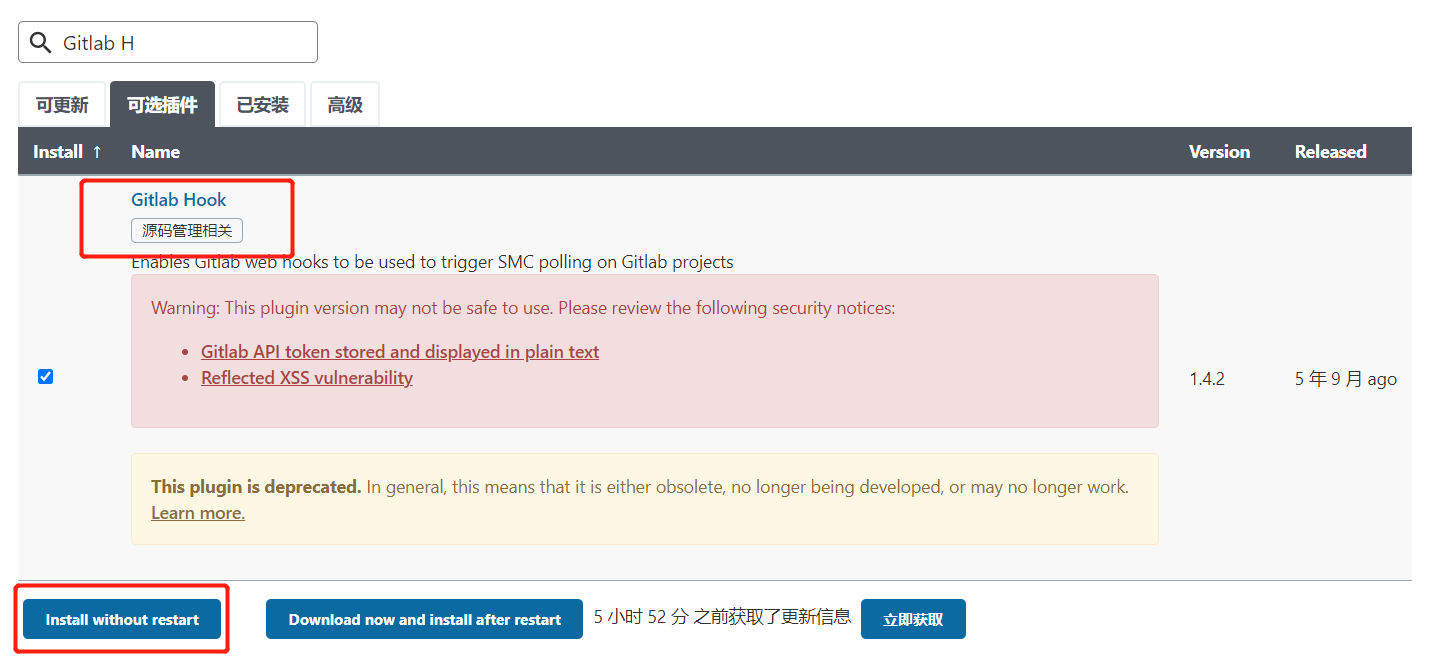 Gitlab H
可更新 可选插件 已安装 高级
Install ↑ Name Version Released
Gitlab Hook
源码管理相关
Enables Gitlab web hooks to be used to trigger SMC polling on Gitlab projects
Warning: This plugin version may not be safe to use. Please review the following security notices:
• Gitlab API token stored and displayed in plain text
• Reflected XSS vulnerability
1.4.2 5 年 9 月 ago
This plugin is deprecated. In general, this means that it is either obsolete, no longer being developed, or may no longer work.
Learn more.
Install without restart Download now and install after restart 5 小时 52 分 之前获取了更新信息 立即获取